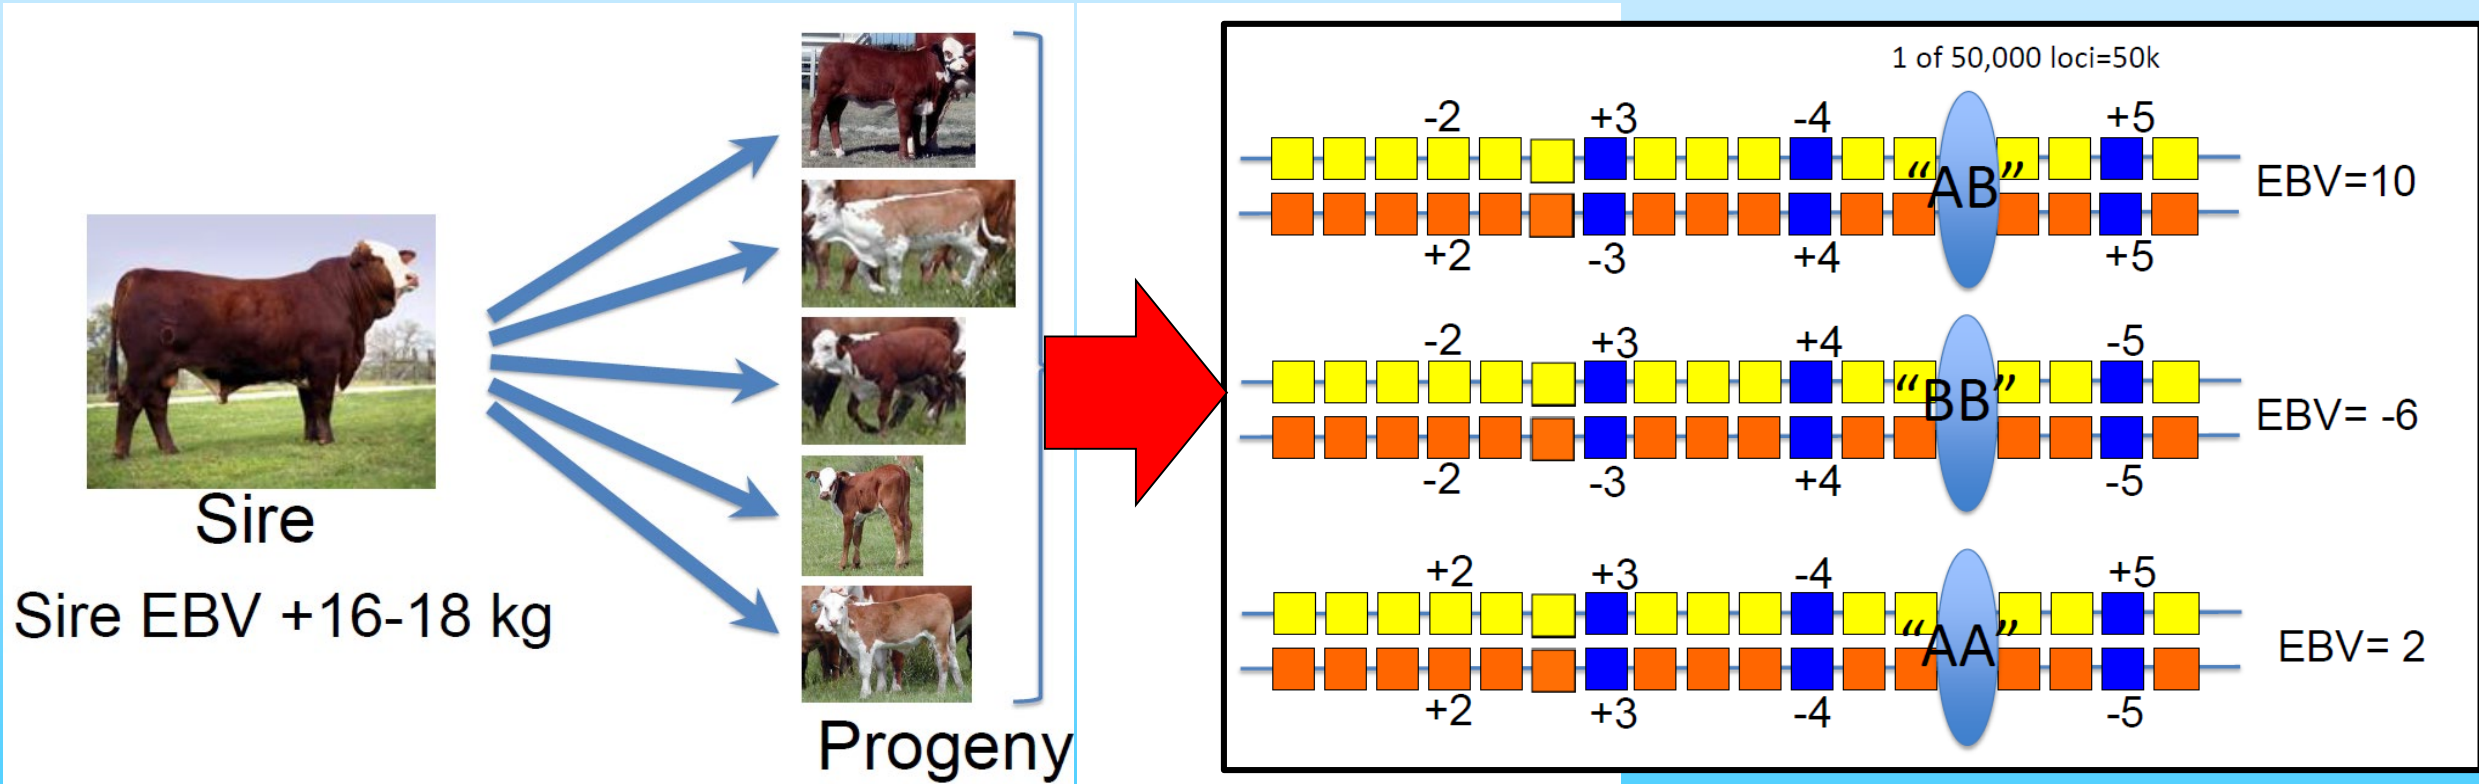 Sire
Sire EBV +16-18 kg
Progeny
1 of 50,000 loci=50k
-2 +3 -4 +5
"AB"
EBV=10
+2 -3 +4 +5
-2 +3 +4 -5
“BB”
EBV= -6
-2 -3 +4 -5
+2 +3 -4 +5
“AA”
EBV= 2
+2 +3 -4 -5